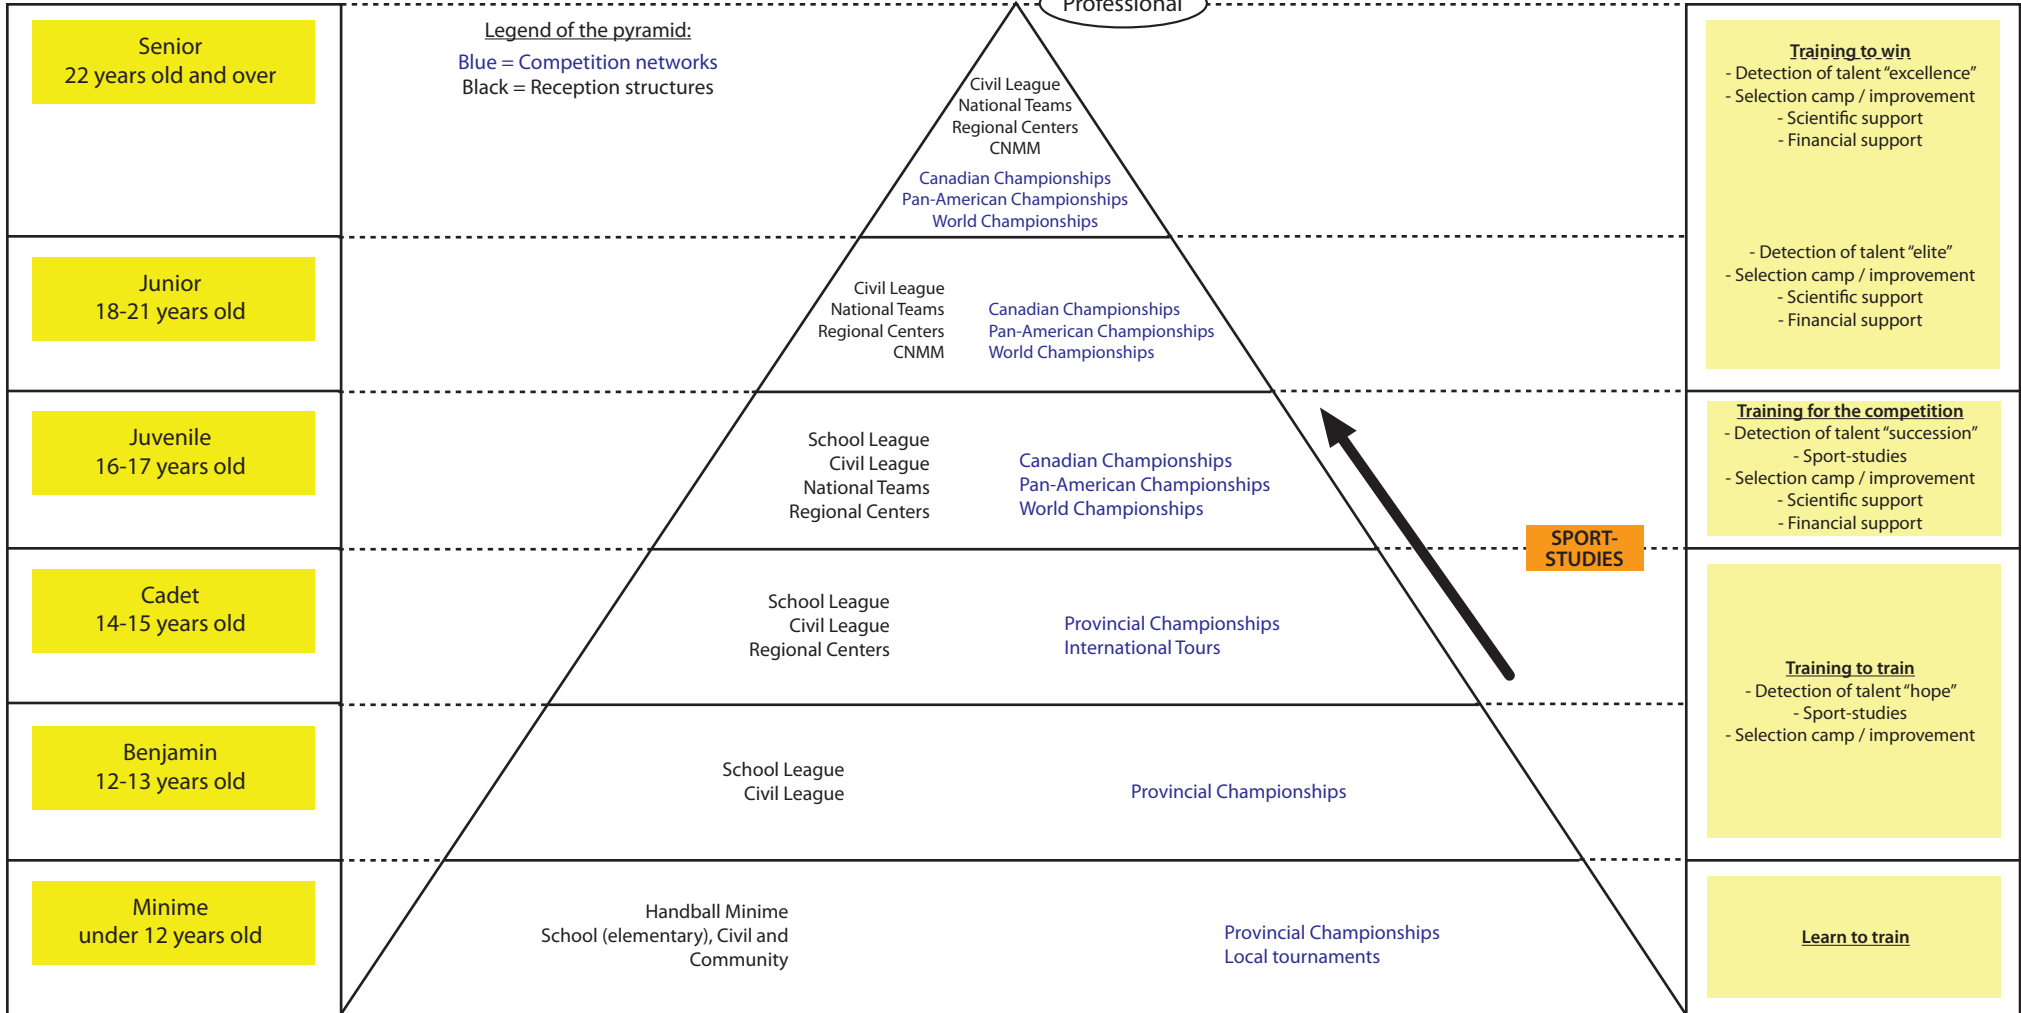 Professional
Senior
22 years old and over
Legend of the pyramid:
Blue = Competition networks
Black = Reception structures
Civil League
National Teams
Regional Centers
CNMM
Canadian Championships
Pan-American Championships
World Championships
Training to win
- Detection of talent “excellence”
- Selection camp / improvement
- Scientific support
- Financial support
- Detection of talent “elite”
- Selection camp / improvement
- Scientific support
- Financial support
Junior
18-21 years old
Civil League
National Teams
Regional Centers
CNMM
Canadian Championships
Pan-American Championships
World Championships
Juvenile
16-17 years old
School League
Civil League
National Teams
Regional Centers
Canadian Championships
Pan-American Championships
World Championships
Training for the competition
- Detection of talent “succession”
- Sport-studies
- Selection camp / improvement
- Scientific support
- Financial support
SPORT-
STUDIES
Cadet
14-15 years old
School League
Civil League
Regional Centers
Provincial Championships
International Tours
Training to train
- Detection of talent “hope”
- Sport-studies
- Selection camp / improvement
Benjamin
12-13 years old
School League
Civil League
Provincial Championships
Minime
under 12 years old
Handball Minime
School (elementary), Civil and
Community
Provincial Championships
Local tournaments
Learn to train